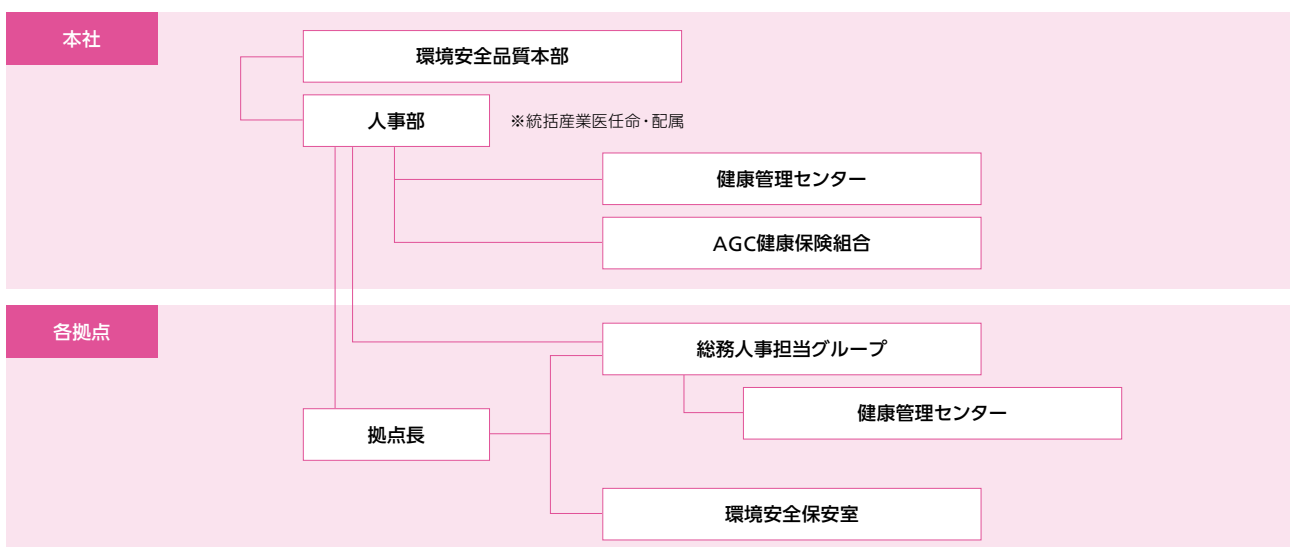 本社
環境安全品質本部
人事部
※統括産業医任命・配属
健康管理センター
AGC健康保険組合
各拠点
総務人事担当グループ
健康管理センター
拠点長
環境安全保安室